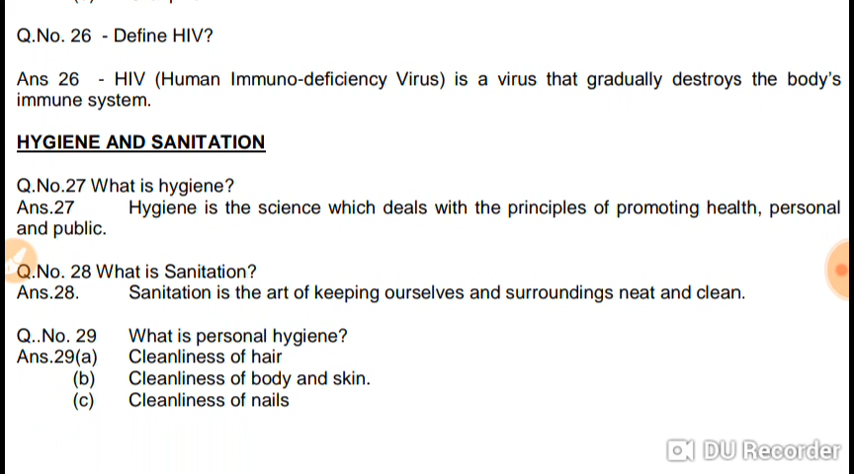 Q.No. 26 - Define HIV?
Ans 26 - HIV (Human Immuno-deficiency Virus) is a virus that gradually destroys the body's
immune system.
HYGIENE AND SANITATION
Q.No.27 What is hygiene?
Ans.27 Hygiene is the science which deals with the principles of promoting health, personal
and public.
Q.No. 28 What is Sanitation?
Ans.28. Sanitation is the art of keeping ourselves and surroundings neat and clean.
Q..No. 29 What is personal hygiene?
Ans.29(a) Cleanliness of hair
(b) Cleanliness of body and skin.
(c) Cleanliness of nails
DU Recorder